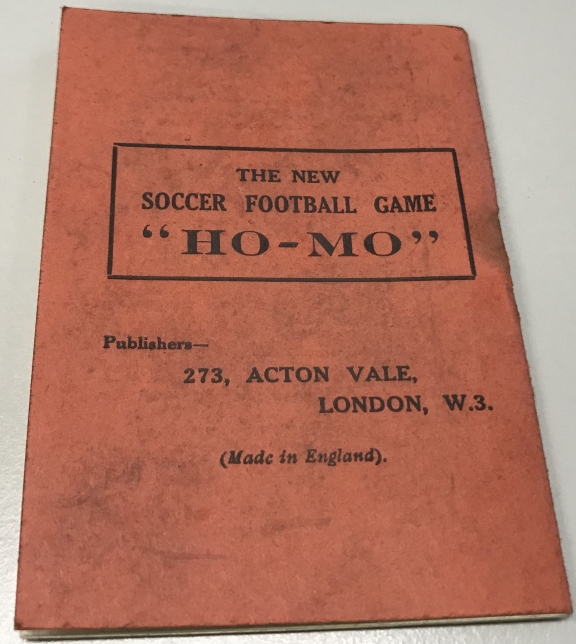 THE NEW
SOCCER FOOTBALL GAME
"HO-MO"
Publishers—
273, ACTON VALE,
LONDON, W.3.
(Made in England).